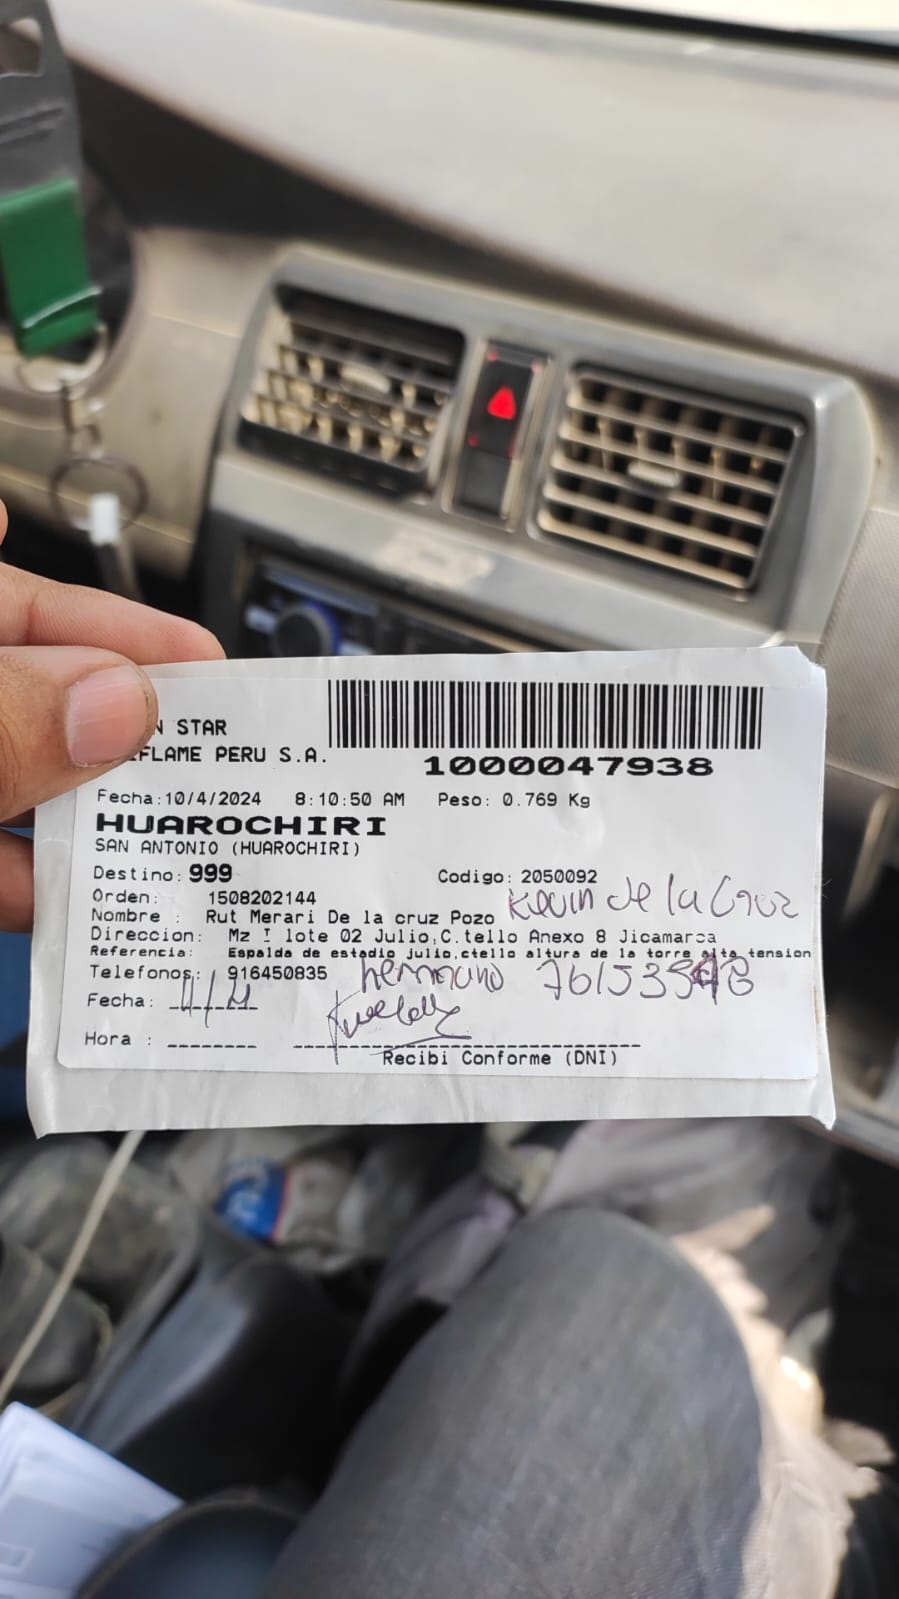 N STAR
FLAME PERU S.A.
1000047938
Fecha:10/4/2024 8:10:50 AM Peso: 0.769 Kg
HUAROCHIRI
SAN ANTONIO (HUAROCHIRI)
Destino: 999 Codigo: 2050092
Orden: 1508202144
Nombre : Rut Merari De la cruz Pozo Kevin de la Cruz
Direccion: Mz I lote 02 Julio,C.tello Anexo 8 Jicamarca
Referencia: Espalda de estadio julio,ctello altura de la torre alta tension
Telefonos: 916450835 hermano
Fecha:
Hora : -------- --------------------------------
Recibi Conforme (DNI)